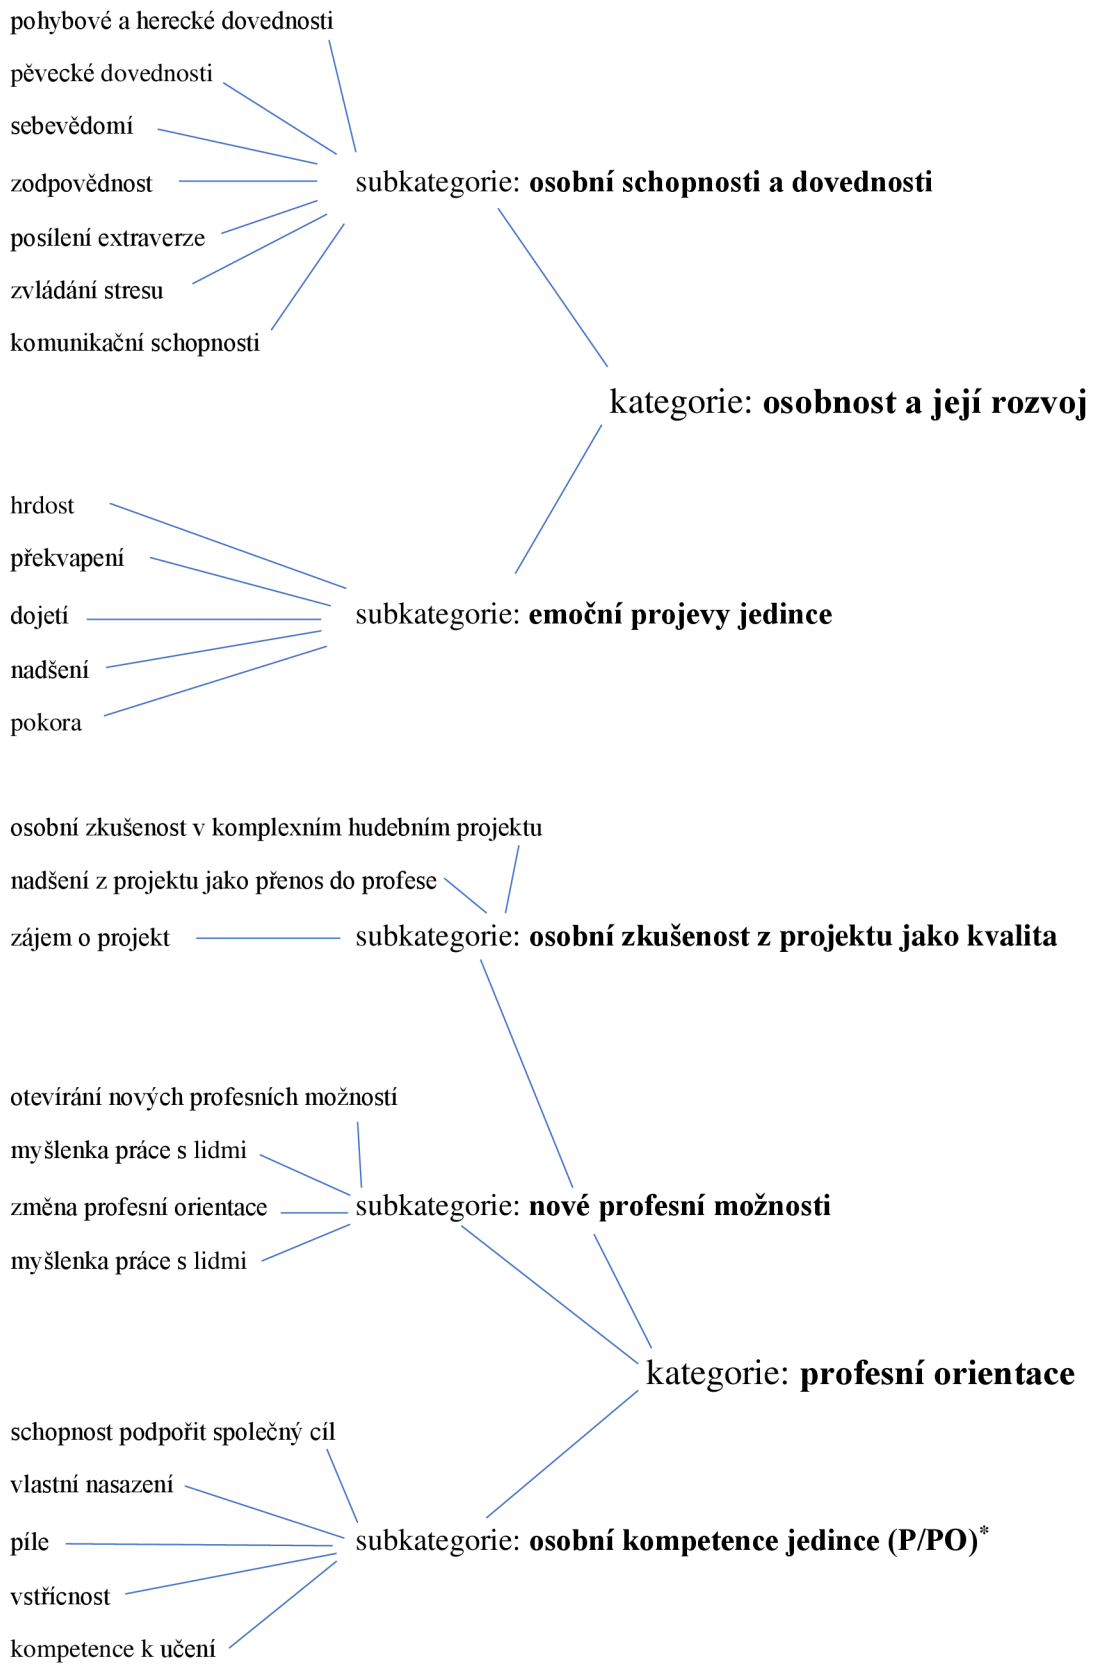 pohybové a herecké dovednosti
pěvecké dovednosti
sebevědomí
zodpovědnost
subkategorie: osobní schopnosti a dovednosti
posílení extraverze
zvládání stresu
komunikační schopnosti
kategorie: osobnost a její rozvoj
hrdost
překvapení
dojetí
subkategorie: emoční projevy jedince
nadšení
pokora
osobní zkušenost v komplexním hudebním projektu
nadšení z projektu jako přenos do profese
zájem o projekt
subkategorie: osobní zkušenost z projektu jako kvalita
otevírání nových profesních možností
myšlenka práce s lidmi
změna profesní orientace
subkategorie: nové profesní možnosti
myšlenka práce s lidmi
kategorie: profesní orientace
schopnost podpořit společný cíl
vlastní nasazení
píle
subkategorie: osobní kompetence jedince (P/PO)*
vstřícnost
kompetence k učení